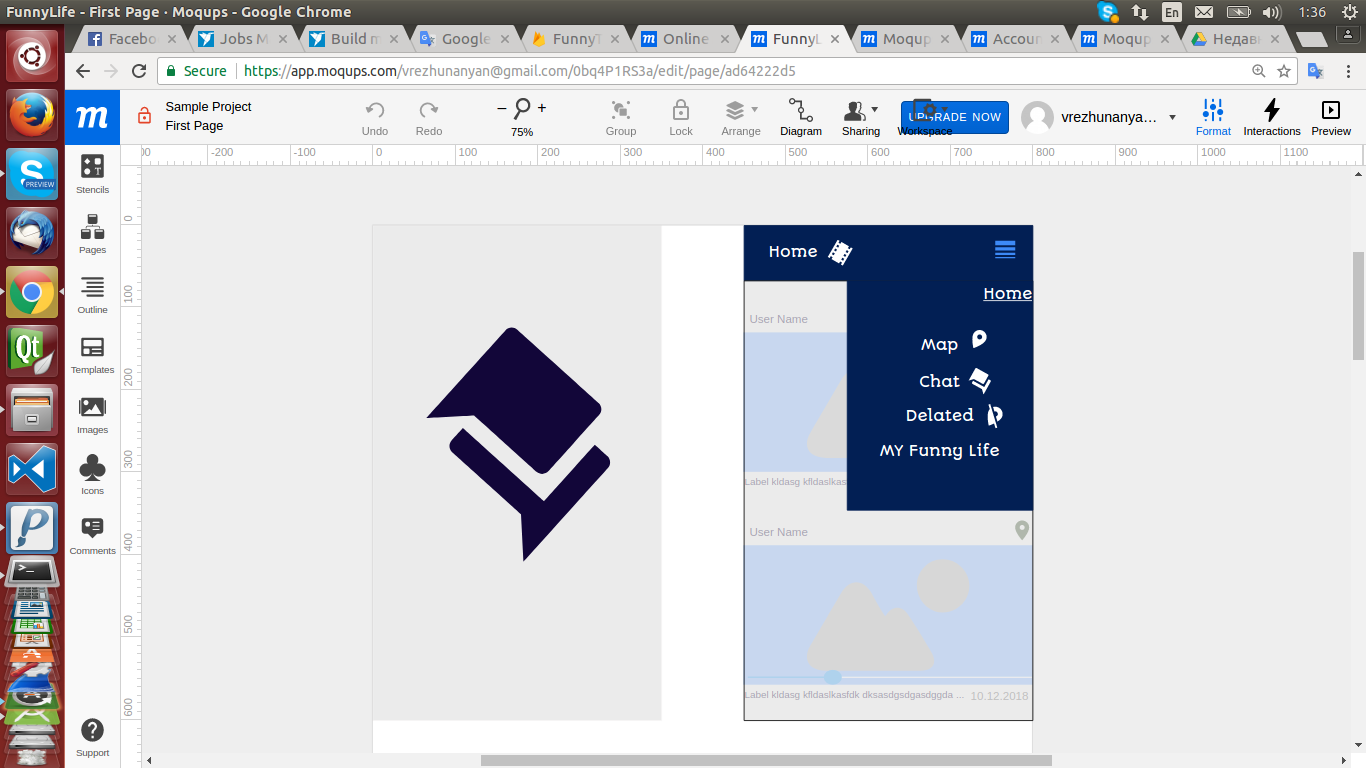 FunnyLife - First Page · Moqups - Google Chrome
En
1:36
Facebo
Jobs M
Build m
Google
FunnyT
Online
FunnyL
Moqup
Accoun
Moqup
Недав
Secure
https://app.moqups.com/vrezhunanyan@gmail.com/0bq4P1RS3a/edit/page/ad64222d5
m
Sample Project
First Page
Undo
Redo
75%
Group
Lock
Arrange
Diagram
Sharing
UPGRADE NOW
Workspace
vrezhunanya...
Format
Interactions
Preview
00
-200
-100
0
100
200
300
400
500
600
700
800
900
1000
1100
Stencils
Pages
Outline
Templates
Images
Icons
Comments
Support
PREVIEW
Qt
0
100
200
300
400
500
600
Home
Home
User Name
Map
Chat
Delated
MY Funny Life
Label kldasg kfldaslkas
User Name
Label kldasg kfldaslkasfdk dksasdgsdgasdggda ...
10.12.2018